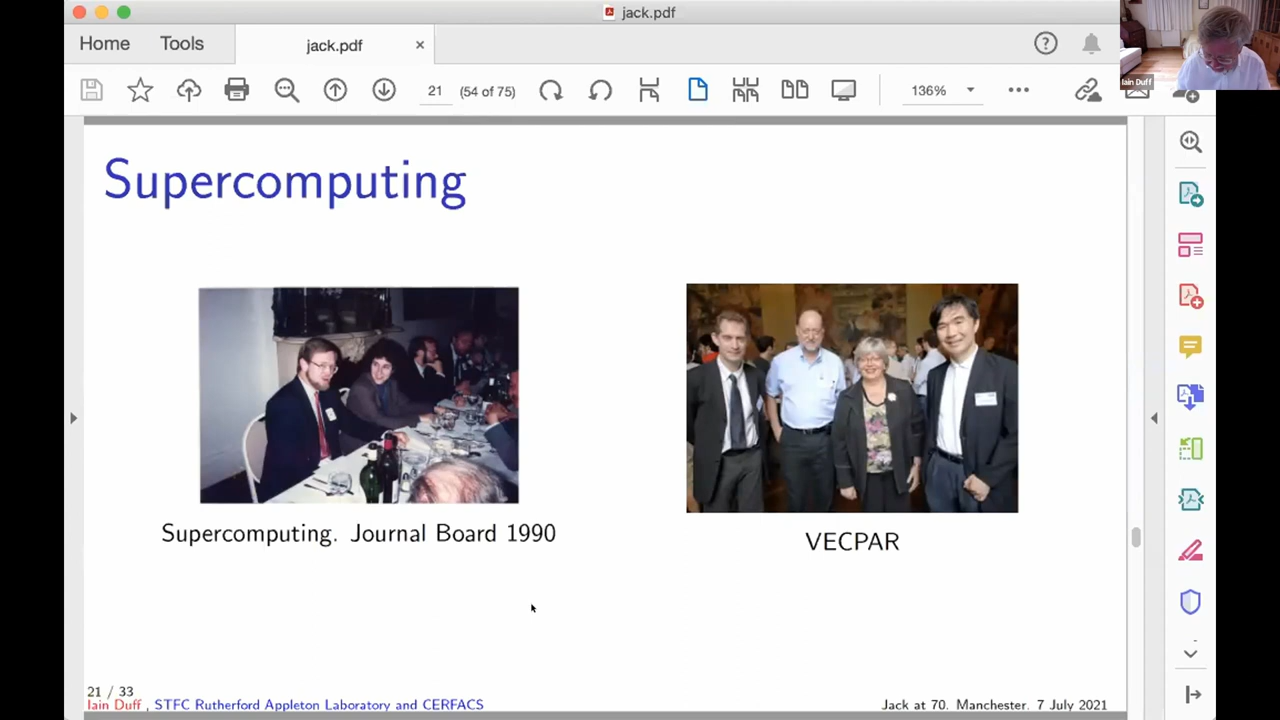 jack.pdf
Home Tools jack.pdf
21 (54 of 75) 136%
Iain Duff
Supercomputing
Supercomputing. Journal Board 1990
VECPAR
21 / 33
Iain Duff , STFC Rutherford Appleton Laboratory and CERFACS
Jack at 70. Manchester. 7 July 2021